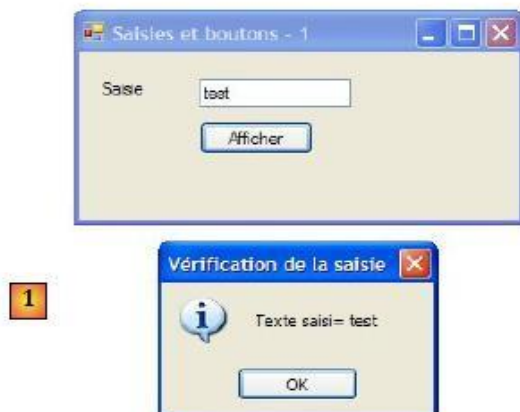 Saisies et boutons - 1
Saisie
test
Afficher
Vérification de la saisie
1
Texte saisi= test
OK